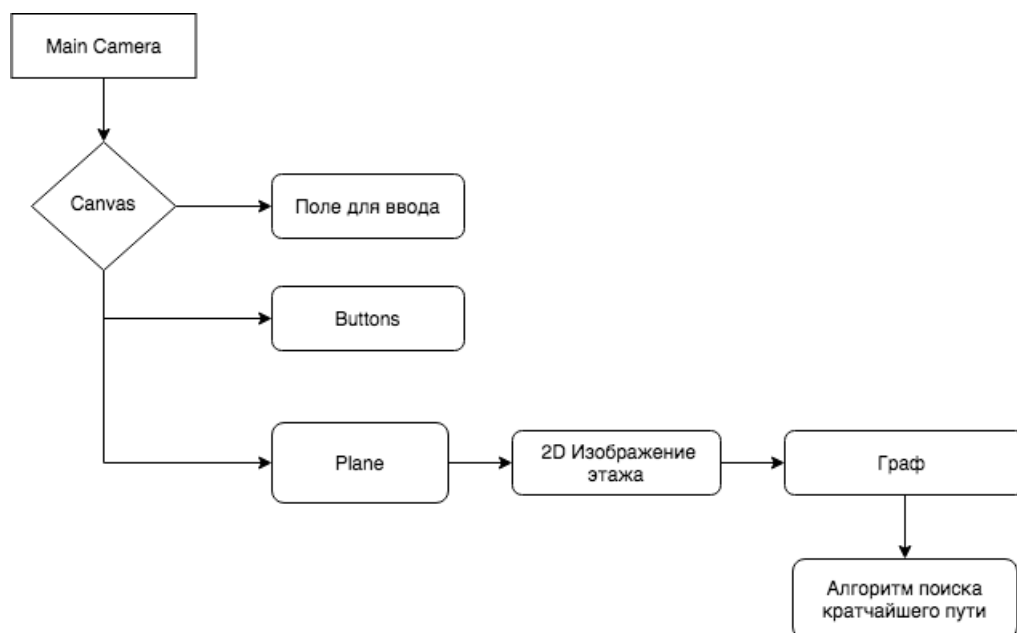 Main Camera
Canvas
Поле для ввода
Buttons
Plane
2D Изображение
этажа
Граф
Алгоритм поиска
кратчайшего пути